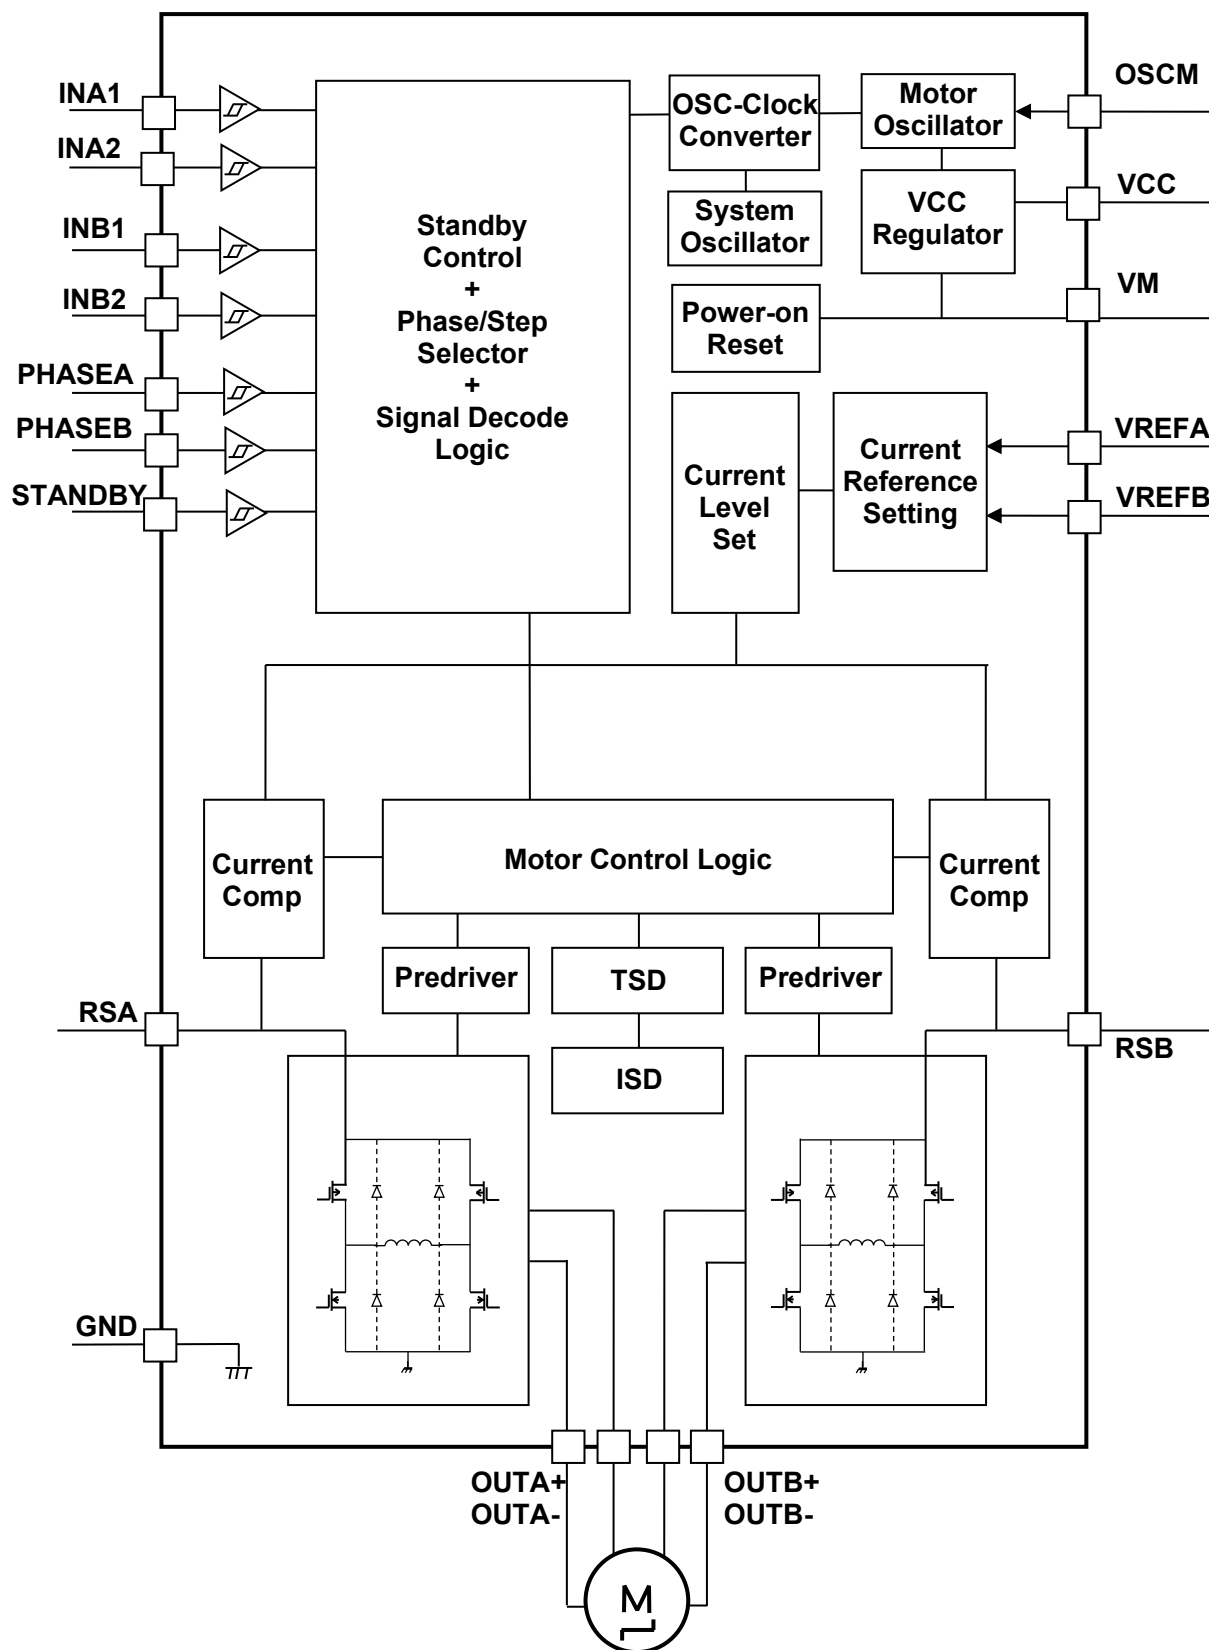 INA1
INA2
INB1
INB2
PHASEA
PHASEB
STANDBY
Standby
Control
+
Phase/Step
Selector
+
Signal Decode
Logic
OSC-Clock
Converter
Motor
Oscillator
OSCM
System
Oscillator
VCC
Regulator
VCC
VM
Power-on
Reset
Current
Level
Set
Current
Reference
Setting
VREFA
VREFB
Current
Comp
Motor Control Logic
Current
Comp
Predriver
TSD
Predriver
ISD
RSA
RSB
GND
OUTA+
OUTA-
OUTB+
OUTB-
M